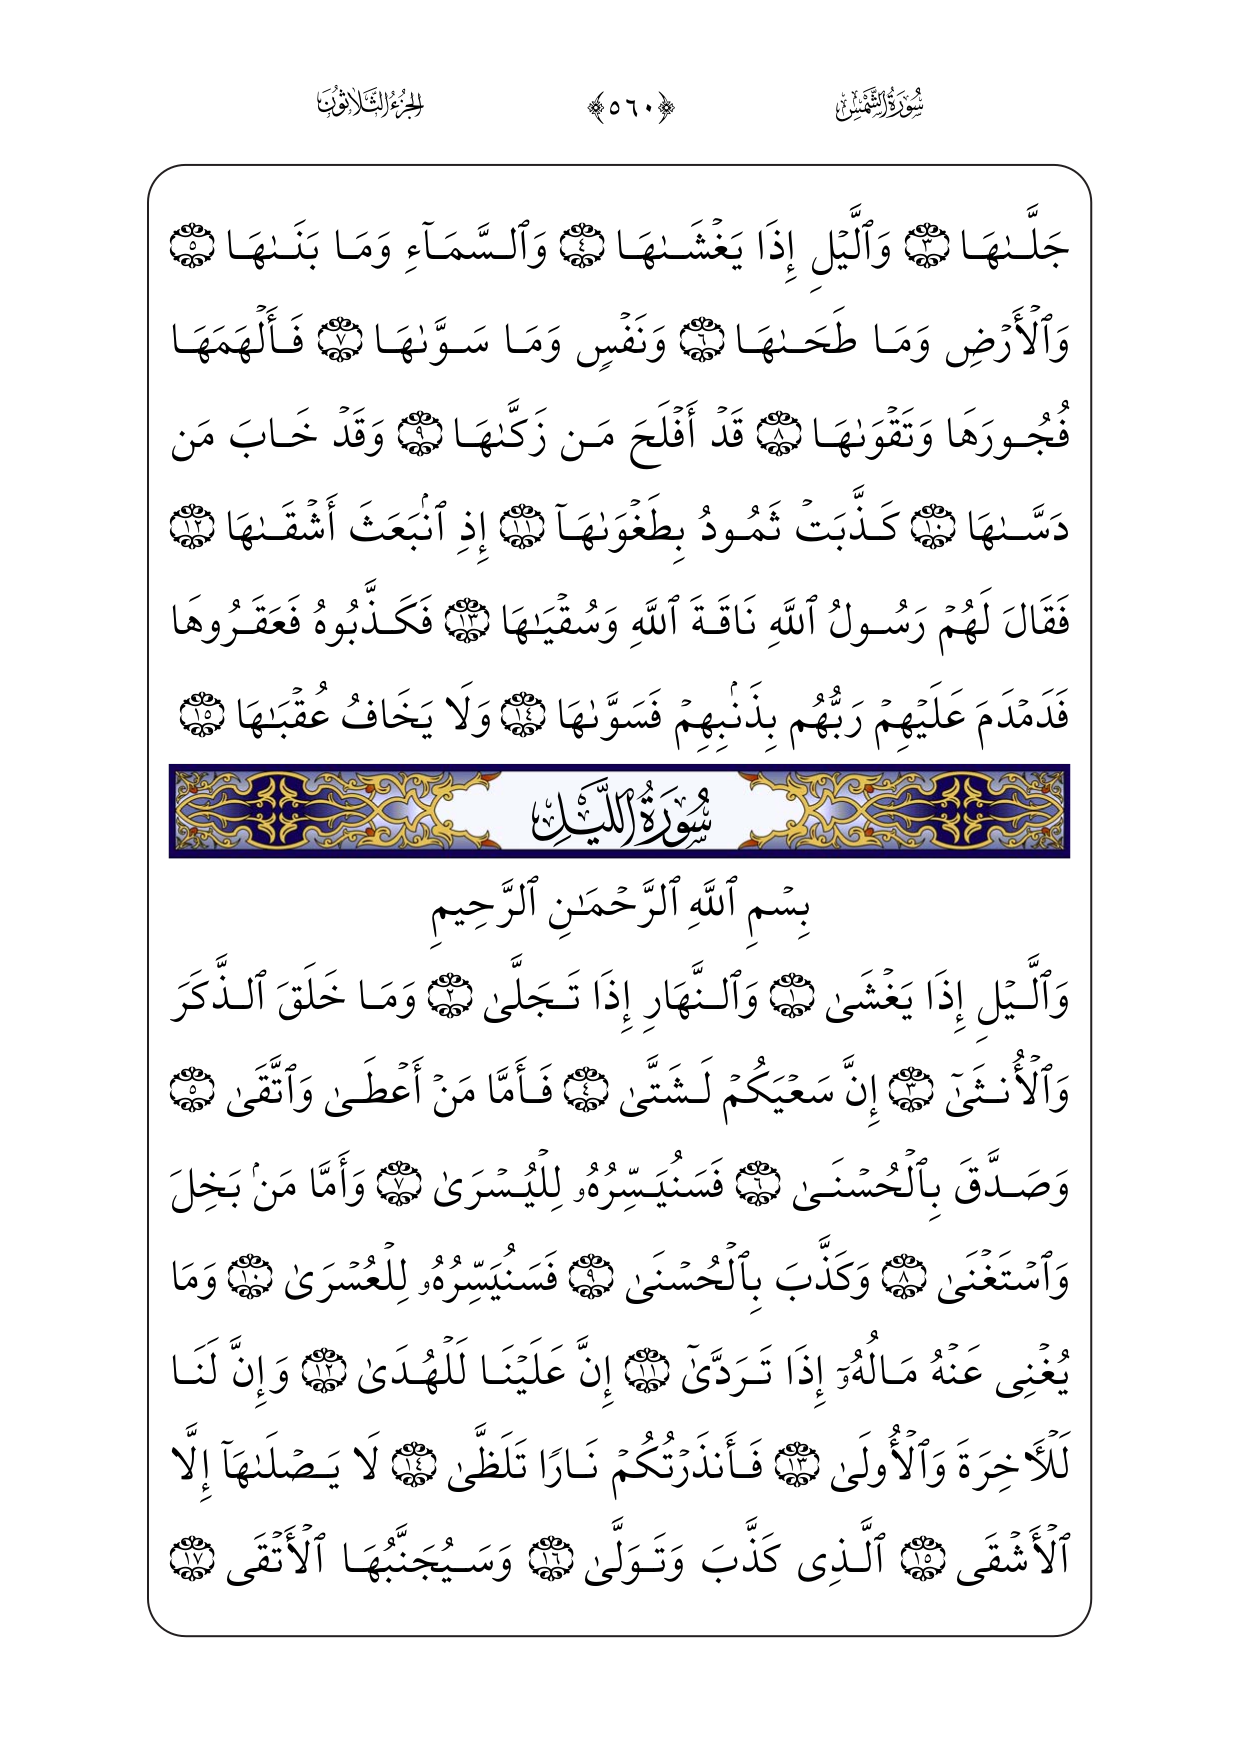 سُورَةُ الشَّمْسِ ﴿٥٦٠﴾ الجُزْءُ الثَّلَاثُونَ
جَلَّىٰهَا ٣ وَٱلَّيۡلِ إِذَا يَغۡشَىٰهَا ٤ وَٱلسَّمَآءِ وَمَا بَنَىٰهَا ٥
وَٱلۡأَرۡضِ وَمَا طَحَىٰهَا ٦ وَنَفۡسٖ وَمَا سَوَّىٰهَا ٧ فَأَلۡهَمَهَا
فُجُورَهَا وَتَقۡوَىٰهَا ٨ قَدۡ أَفۡلَحَ مَن زَكَّىٰهَا ٩ وَقَدۡ خَابَ مَن
دَسَّىٰهَا ١٠ كَذَّبَتۡ ثَمُودُ بِطَغۡوَىٰهَآ ١١ إِذِ ٱنۢبَعَثَ أَشۡقَىٰهَا ١٢
فَقَالَ لَهُمۡ رَسُولُ ٱللَّهِ نَاقَةَ ٱللَّهِ وَسُقۡيَٰهَا ١٣ فَكَذَّبُوهُ فَعَقَرُوهَا
فَدَمۡدَمَ عَلَيۡهِمۡ رَبُّهُم بِذَنۢبِهِمۡ فَسَوَّىٰهَا ١٤ وَلَا يَخَافُ عُقۡبَٰهَا ١٥
سُورَةُ اللَّيْلِ
بِسۡمِ ٱللَّهِ ٱلرَّحۡمَٰنِ ٱلرَّحِيمِ
وَٱلَّيۡلِ إِذَا يَغۡشَىٰ ١ وَٱلنَّهَارِ إِذَا تَجَلَّىٰ ٢ وَمَا خَلَقَ ٱلذَّكَرَ
وَٱلۡأُنثَىٰٓ ٣ إِنَّ سَعۡيَكُمۡ لَشَتَّىٰ ٤ فَأَمَّا مَنۡ أَعۡطَىٰ وَٱتَّقَىٰ ٥
وَصَدَّقَ بِٱلۡحُسۡنَىٰ ٦ فَسَنُيَسِّرُهُۥ لِلۡيُسۡرَىٰ ٧ وَأَمَّا مَنۢ بَخِلَ
وَٱسۡتَغۡنَىٰ ٨ وَكَذَّبَ بِٱلۡحُسۡنَىٰ ٩ فَسَنُيَسِّرُهُۥ لِلۡعُسۡرَىٰ ١٠ وَمَا
يُغۡنِي عَنۡهُ مَالُهُۥٓ إِذَا تَرَدَّىٰٓ ١١ إِنَّ عَلَيۡنَا لَلۡهُدَىٰ ١٢ وَإِنَّ لَنَا
لَلۡأٓخِرَةَ وَٱلۡأُولَىٰ ١٣ فَأَنذَرۡتُكُمۡ نَارٗا تَلَظَّىٰ ١٤ لَا يَصۡلَىٰهَآ إِلَّا
ٱلۡأَشۡقَى ١٥ ٱلَّذِي كَذَّبَ وَتَوَلَّىٰ ١٦ وَسَيُجَنَّبُهَا ٱلۡأَتۡقَى ١٧